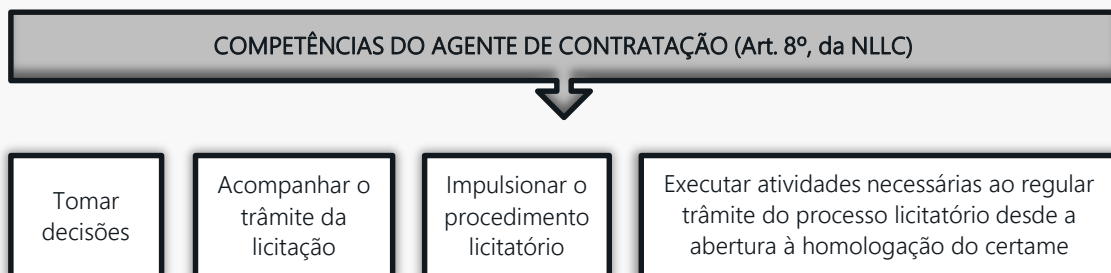 COMPETÊNCIAS DO AGENTE DE CONTRATAÇÃO (Art. 8º, da NLLC)
Tomar
decisões
Acompanhar o
trâmite da
licitação
Impulsionar o
procedimento
licitatório
Executar atividades necessárias ao regular
trâmite do processo licitatório desde a
abertura à homologação do certame